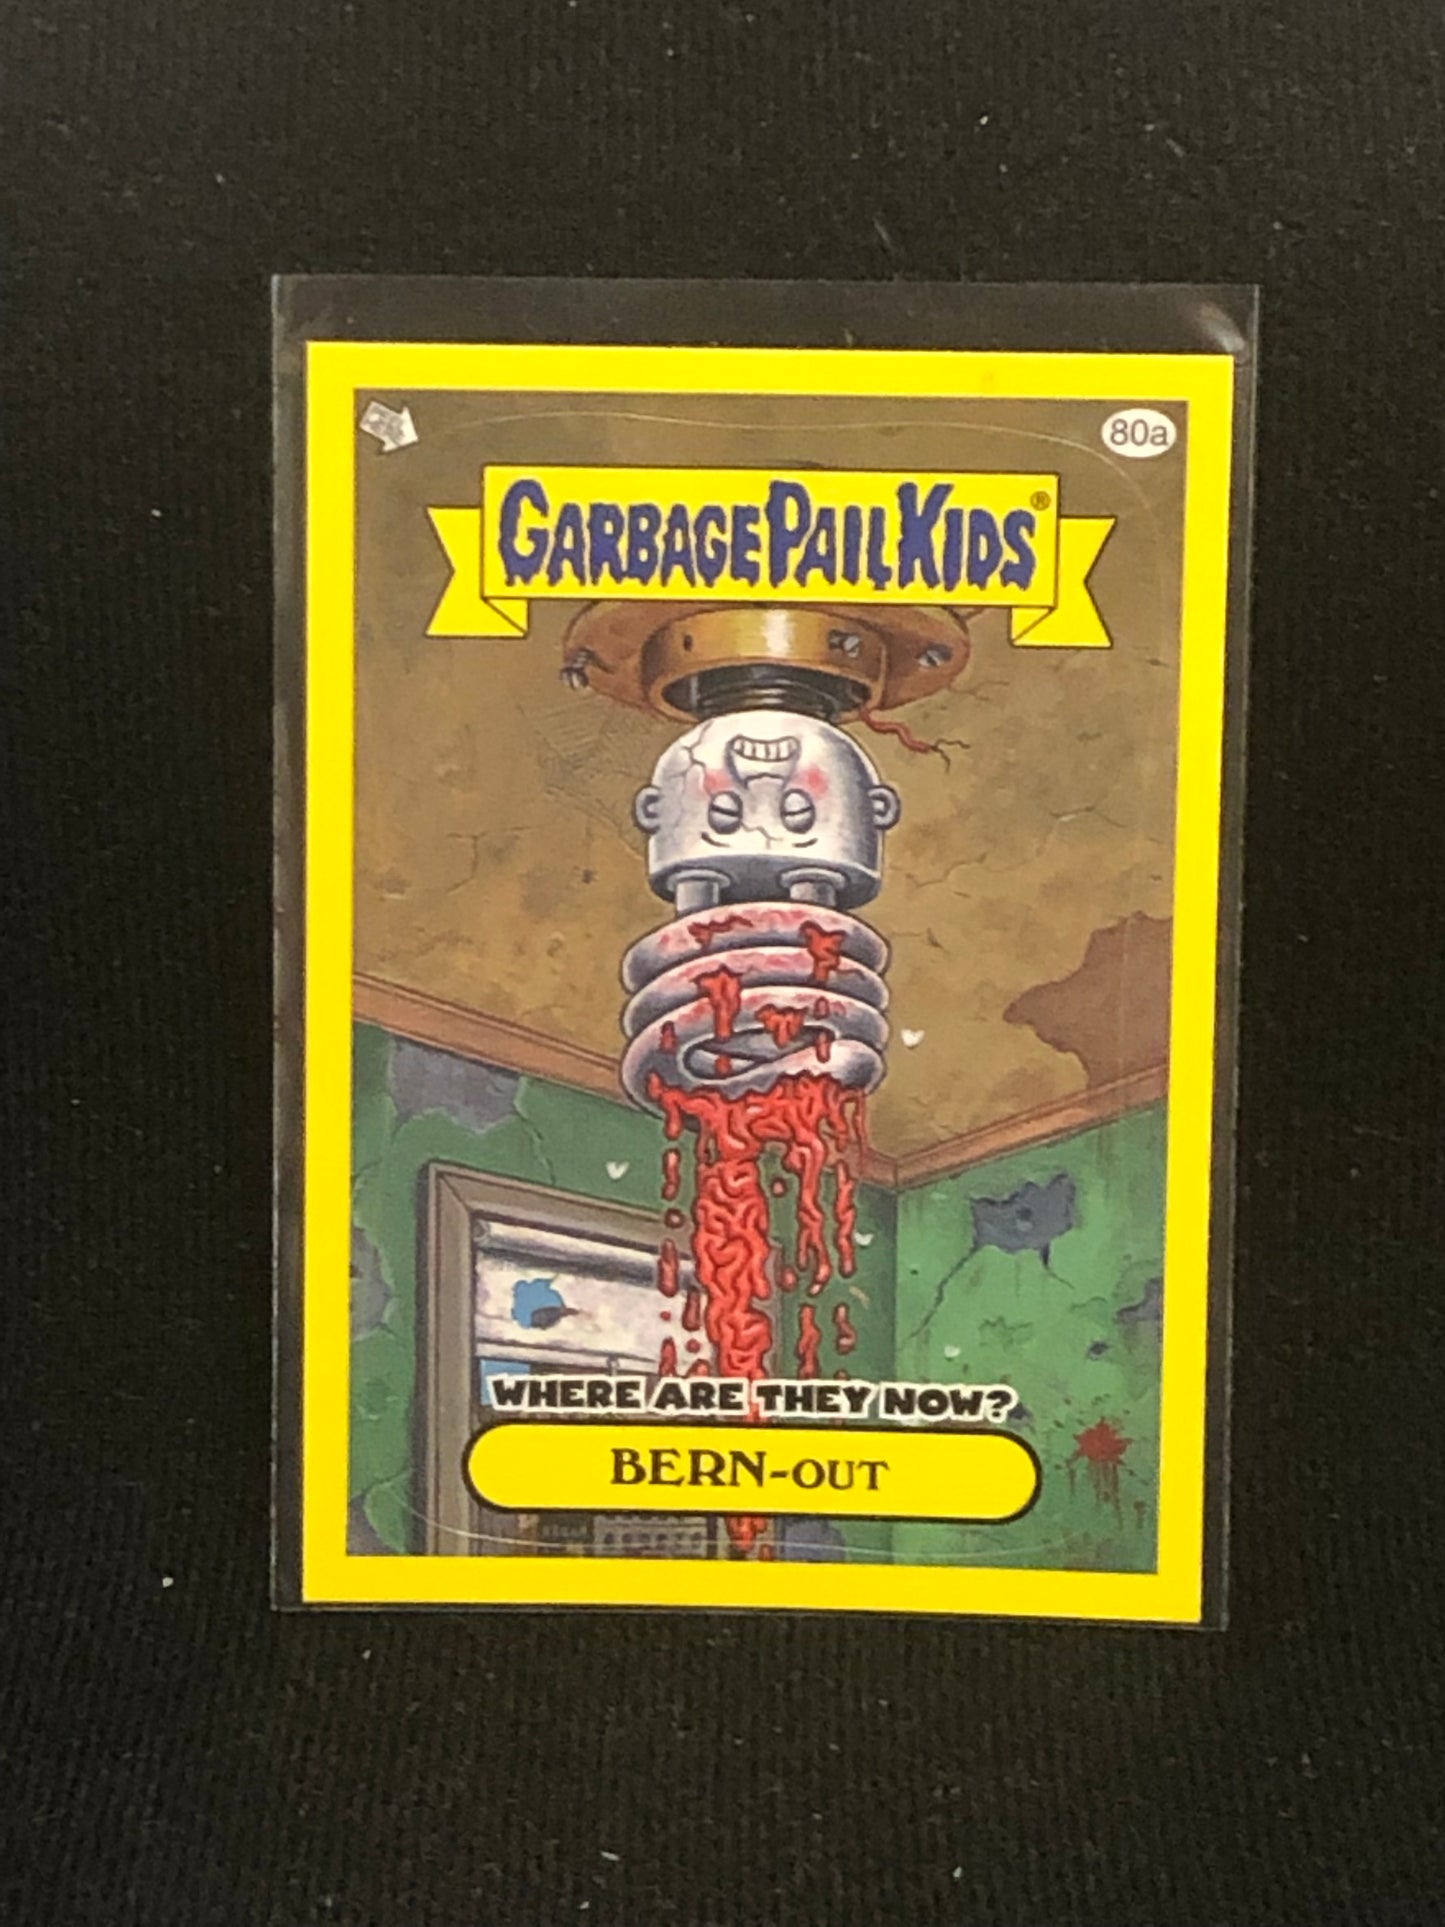 80a
GARBAGE PAIL KIDS®
WHERE ARE THEY NOW?
BERN-OUT